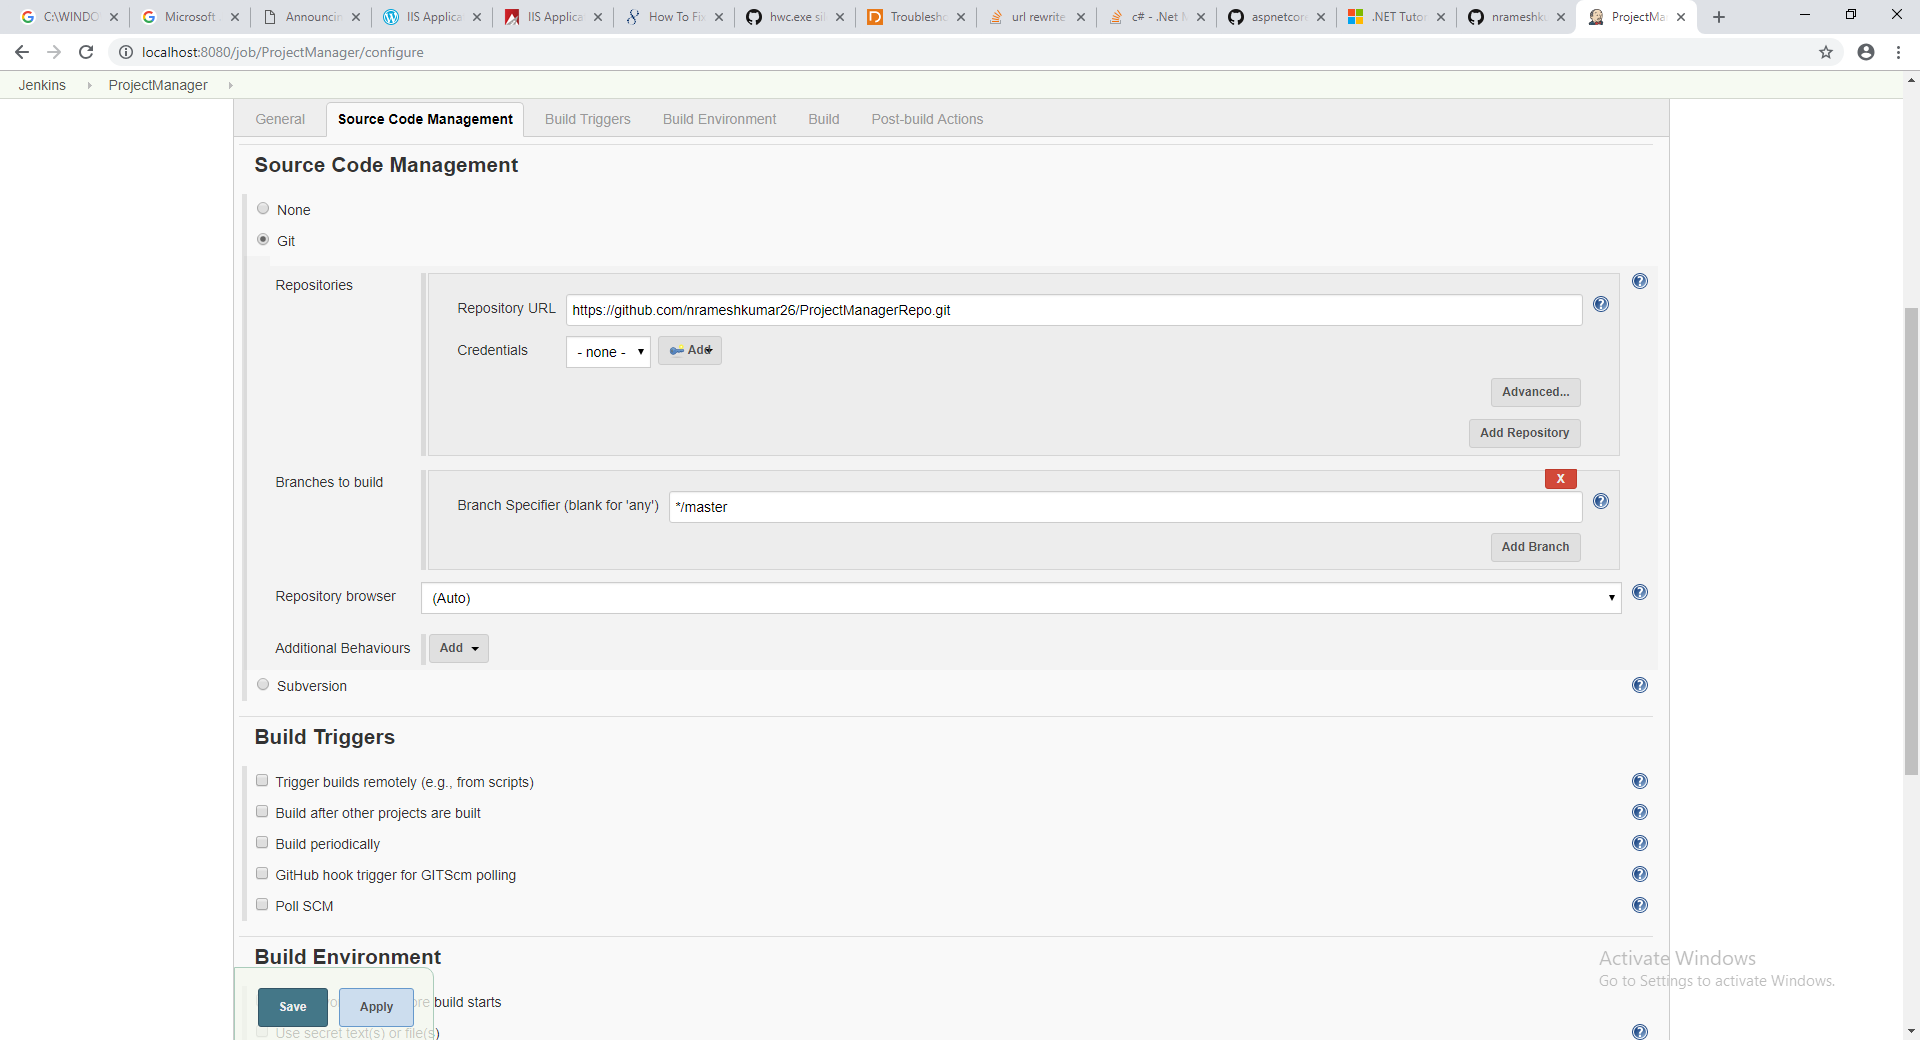 C:\WINDO
Microsoft
Announcin
IIS Applica
IIS Applica
How To Fi
hwc.exe sil
Troublesho
url rewrite
c# - .Net
aspnetcor
.NET Tutor
nrameshku
ProjectMa
localhost:8080/job/ProjectManager/configure
Jenkins
ProjectManager
General
Source Code Management
Build Triggers
Build Environment
Build
Post-build Actions
Source Code Management
None
Git
Repositories
Repository URL
https://github.com/nrameshkumar26/ProjectManagerRepo.git
Credentials
- none -
Add
Advanced...
Add Repository
Branches to build
X
Branch Specifier (blank for 'any')
*/master
Add Branch
Repository browser
(Auto)
Additional Behaviours
Add
Subversion
Build Triggers
Trigger builds remotely (e.g., from scripts)
Build after other projects are built
Build periodically
GitHub hook trigger for GITScm polling
Poll SCM
Build Environment
Activate Windows
Go to Settings to activate Windows.
build starts
Save
Apply
Use secret text(s) or file(s)